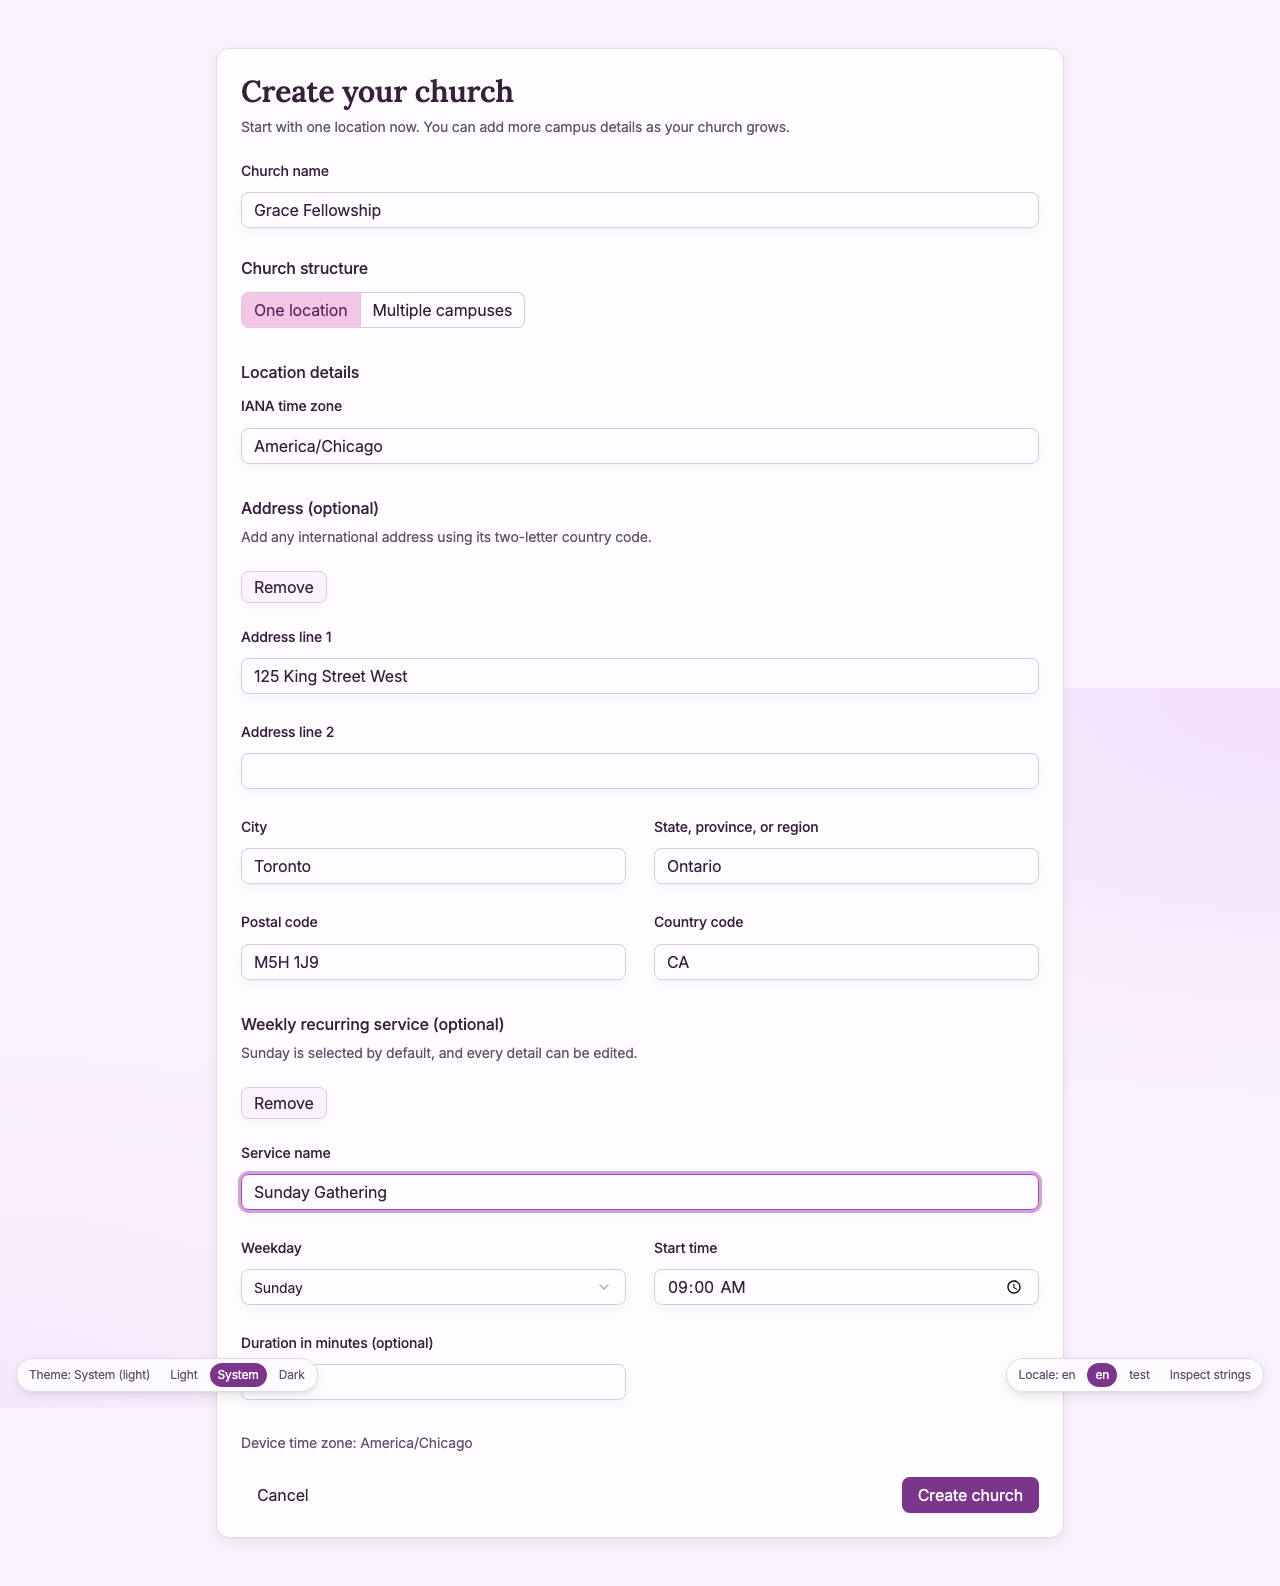 Create your church
Start with one location now. You can add more campus details as your church grows.
Church name
Grace Fellowship
Church structure
One location
Multiple campuses
Location details
IANA time zone
America/Chicago
Address (optional)
Add any international address using its two-letter country code.
Remove
Address line 1
125 King Street West
Address line 2
City
State, province, or region
Toronto
Ontario
Postal code
Country code
M5H 1J9
CA
Weekly recurring service (optional)
Sunday is selected by default, and every detail can be edited.
Remove
Service name
Sunday Gathering
Weekday
Start time
Sunday
09:00 AM
Duration in minutes (optional)
Theme: System (light)
Light
System
Dark
Locale: en
en
test
Inspect strings
Device time zone: America/Chicago
Cancel
Create church